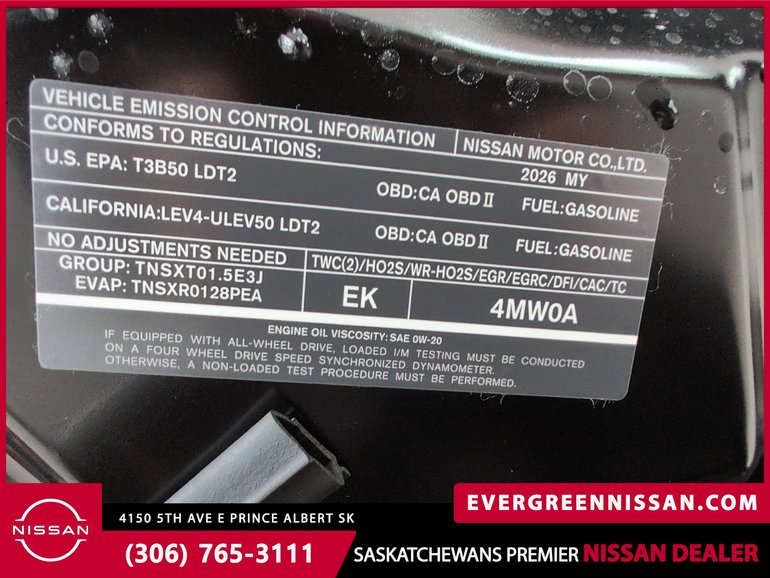 VEHICLE EMISSION CONTROL INFORMATION
NISSAN MOTOR CO.,LTD.
CONFORMS TO REGULATIONS:
2026 MY
U.S. EPA: T3B50 LDT2
OBD:CA OBD II
FUEL:GASOLINE
CALIFORNIA:LEV4-ULEV50 LDT2
OBD:CA OBD II
FUEL:GASOLINE
NO ADJUSTMENTS NEEDED
GROUP: TNSXT01.5E3J
EVAP: TNSXR0128PEA
TWC(2)/HO2S/WR-HO2S/EGR/EGRC/DFI/CAC/TC
EK
4MW0A
ENGINE OIL VISCOSITY: SAE 0W-20
IF EQUIPPED WITH ALL-WHEEL DRIVE, LOADED I/M TESTING MUST BE CONDUCTED
ON A FOUR WHEEL DRIVE SPEED SYNCHRONIZED DYNAMOMETER.
OTHERWISE, A NON-LOADED TEST PROCEDURE MUST BE PERFORMED.
NISSAN
4150 5TH AVE E PRINCE ALBERT SK
(306) 765-3111
EVERGREENNISSAN.COM
SASKATCHEWANS PREMIER NISSAN DEALER